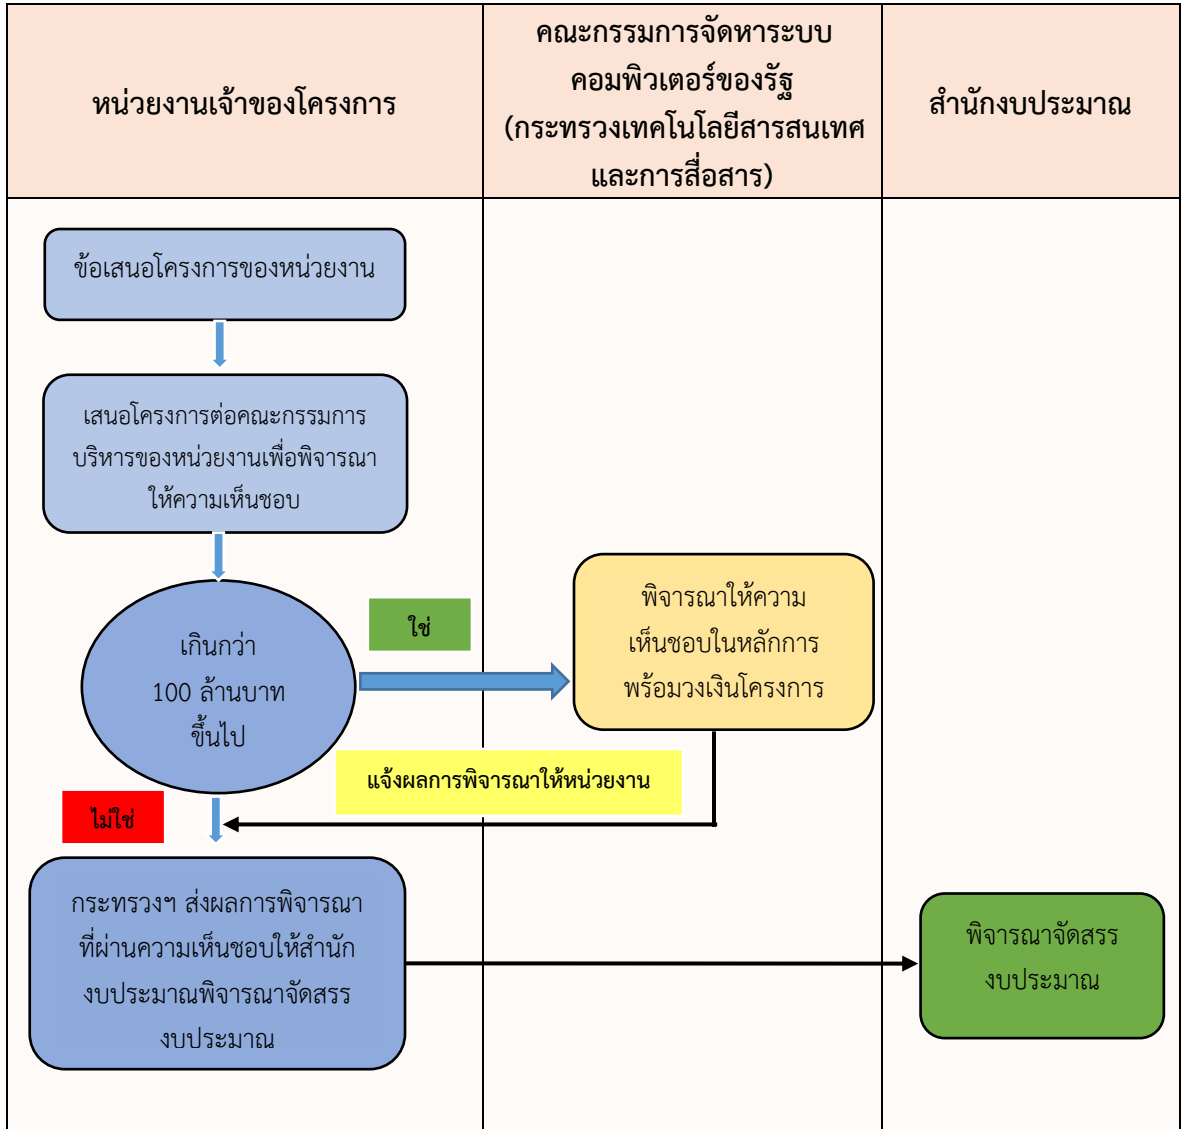 หน่วยงานเจ้าของโครงการ
คณะกรรมการจัดหาระบบ
คอมพิวเตอร์ของรัฐ
(กระทรวงเทคโนโลยีสารสนเทศ
และการสื่อสาร)
สำนักงบประมาณ
ข้อเสนอโครงการของหน่วยงาน
เสนอโครงการต่อคณะกรรมการ
บริหารของหน่วยงานเพื่อพิจารณา
ให้ความเห็นชอบ
เกินกว่า
100 ล้านบาท
ขึ้นไป
ใช่
พิจารณาให้ความ
เห็นชอบในหลักการ
พร้อมวงเงินโครงการ
แจ้งผลการพิจารณาให้หน่วยงาน
ไม่ใช่
กระทรวงฯ ส่งผลการพิจารณา
ที่ผ่านความเห็นชอบให้สำนัก
งบประมาณพิจารณาจัดสรร
งบประมาณ
พิจารณาจัดสรร
งบประมาณ